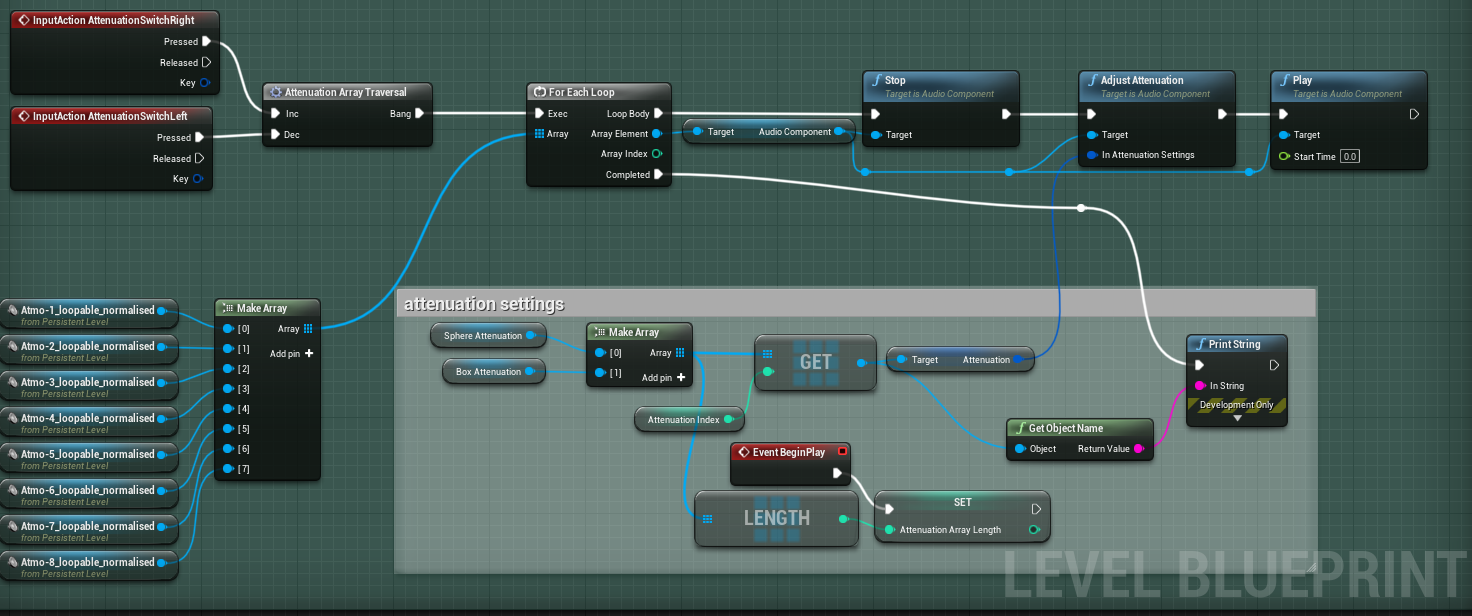 InputAction AttenuationSwitchRight
Pressed
Released
Key
InputAction AttenuationSwitchLeft
Pressed
Released
Key
Attenuation Array Traversal
Inc
Bang
Dec
For Each Loop
Exec
Loop Body
Array
Array Element
Array Index
Completed
Target
Audio Component
Stop
Target is Audio Component
Target
Adjust Attenuation
Target is Audio Component
Target
In Attenuation Settings
Play
Target is Audio Component
Target
Start Time 0.0
Atmo-1_loopable_normalised
from Persistent Level
Atmo-2_loopable_normalised
from Persistent Level
Atmo-3_loopable_normalised
from Persistent Level
Atmo-4_loopable_normalised
from Persistent Level
Atmo-5_loopable_normalised
from Persistent Level
Atmo-6_loopable_normalised
from Persistent Level
Atmo-7_loopable_normalised
from Persistent Level
Atmo-8_loopable_normalised
from Persistent Level
Make Array
[0]
Array
[1]
Add pin +
[2]
[3]
[4]
[5]
[6]
[7]
attenuation settings
Sphere Attenuation
Box Attenuation
Make Array
[0]
Array
[1]
Add pin +
Attenuation Index
GET
Target
Attenuation
Print String
In String
Development Only
Get Object Name
Object
Return Value
Event BeginPlay
LENGTH
SET
Attenuation Array Length
LEVEL BLUEPRINT